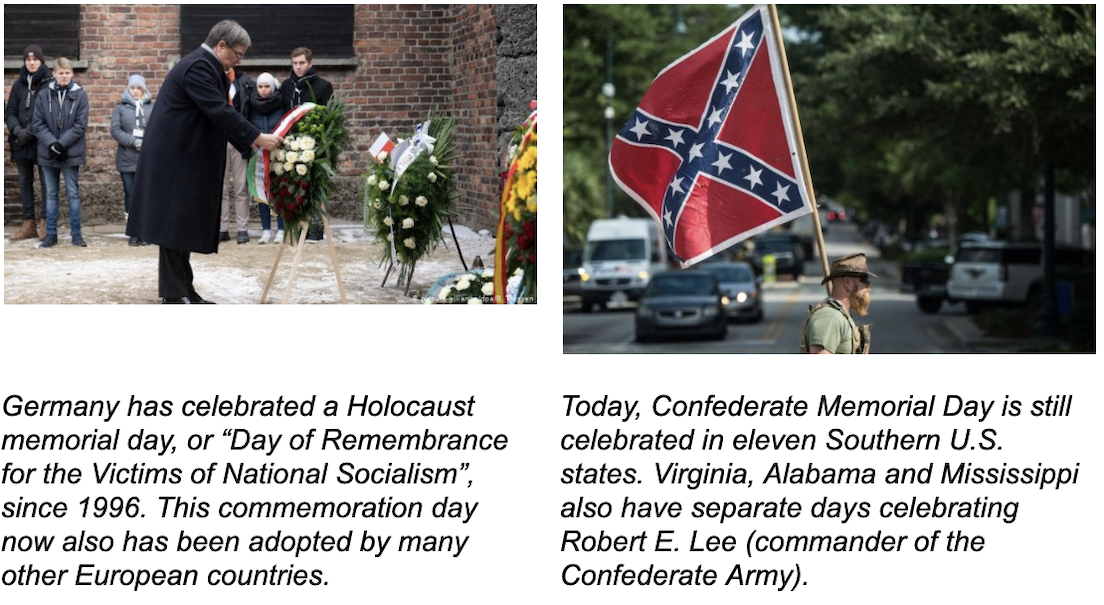 Germany has celebrated a Holocaust
memorial day, or “Day of Remembrance
for the Victims of National Socialism”,
since 1996. This commemoration day
now also has been adopted by many
other European countries.
Today, Confederate Memorial Day is still
celebrated in eleven Southern U.S.
states. Virginia, Alabama and Mississippi
also have separate days celebrating
Robert E. Lee (commander of the
Confederate Army).